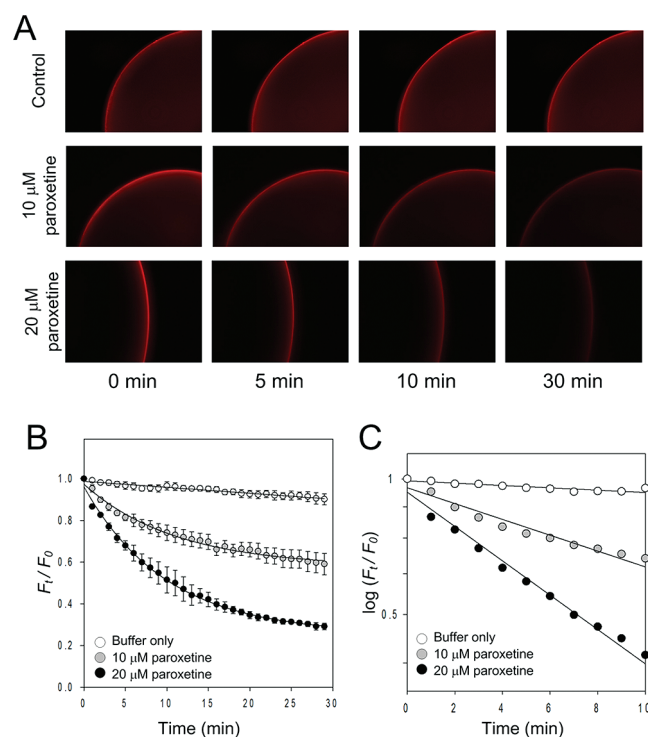 A
Control
10 μM
paroxetine
20 μM
paroxetine
0 min
5 min
10 min
30 min
B
1.0
0.8
0.6
0.4
0.2
0.0
Ft / F0
Buffer only
10 μM paroxetine
20 μM paroxetine
0 5 10 15 20 25 30
Time (min)
C
1
0.5
log (Ft / F0)
Buffer only
10 μM paroxetine
20 μM paroxetine
0 2 4 6 8 10
Time (min)